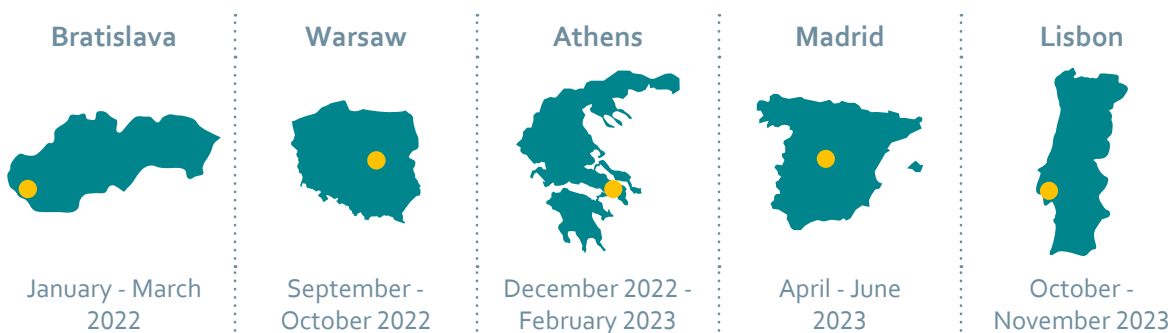 Bratislava
January - March
2022
Warsaw
September -
October 2022
Athens
December 2022 -
February 2023
Madrid
April - June
2023
Lisbon
October -
November 2023